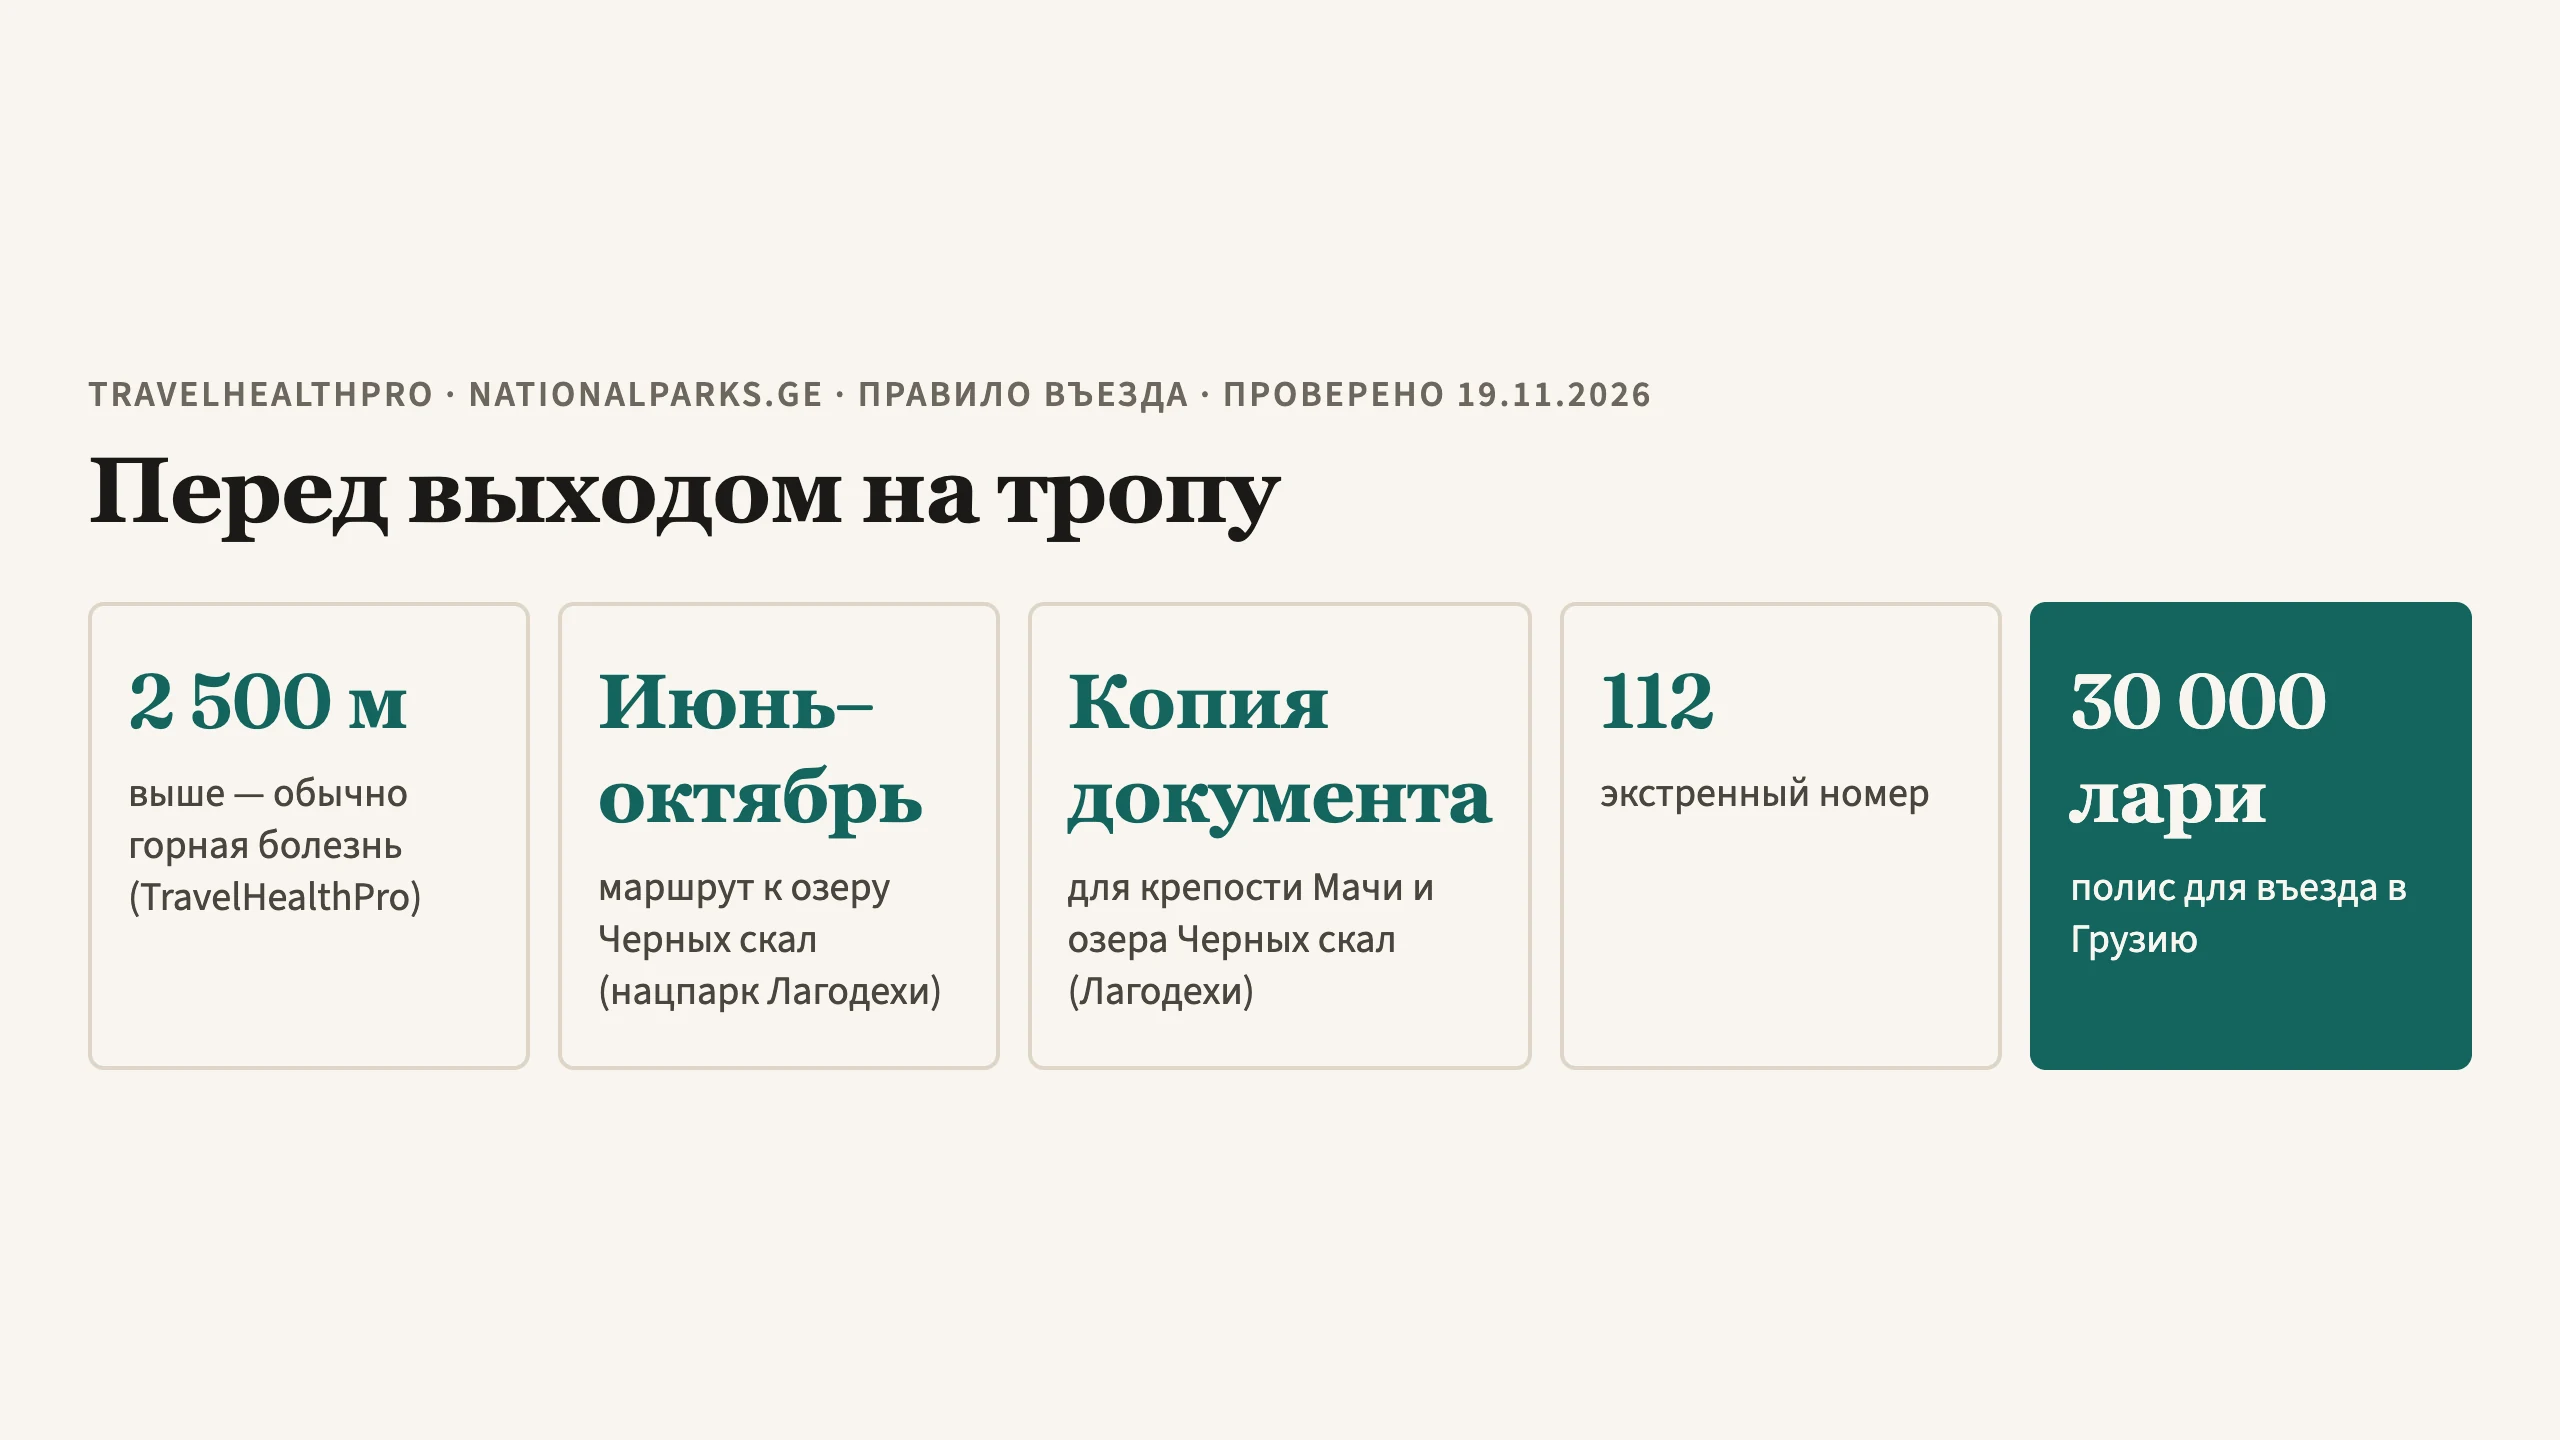 TRAVELHEALTHPRO · NATIONALPARKS.GE · ПРАВИЛО ВЪЕЗДА · ПРОВЕРЕНО 19.11.2026
Перед выходом на тропу
2 500 м
выше — обычно
горная болезнь
(TravelHealthPro)
Июнь–
октябрь
маршрут к озеру
Черных скал
(нацпарк Лагодехи)
Копия
документа
для крепости Мачи и
озера Черных скал
(Лагодехи)
112
экстренный номер
30 000
лари
полис для въезда в
Грузию